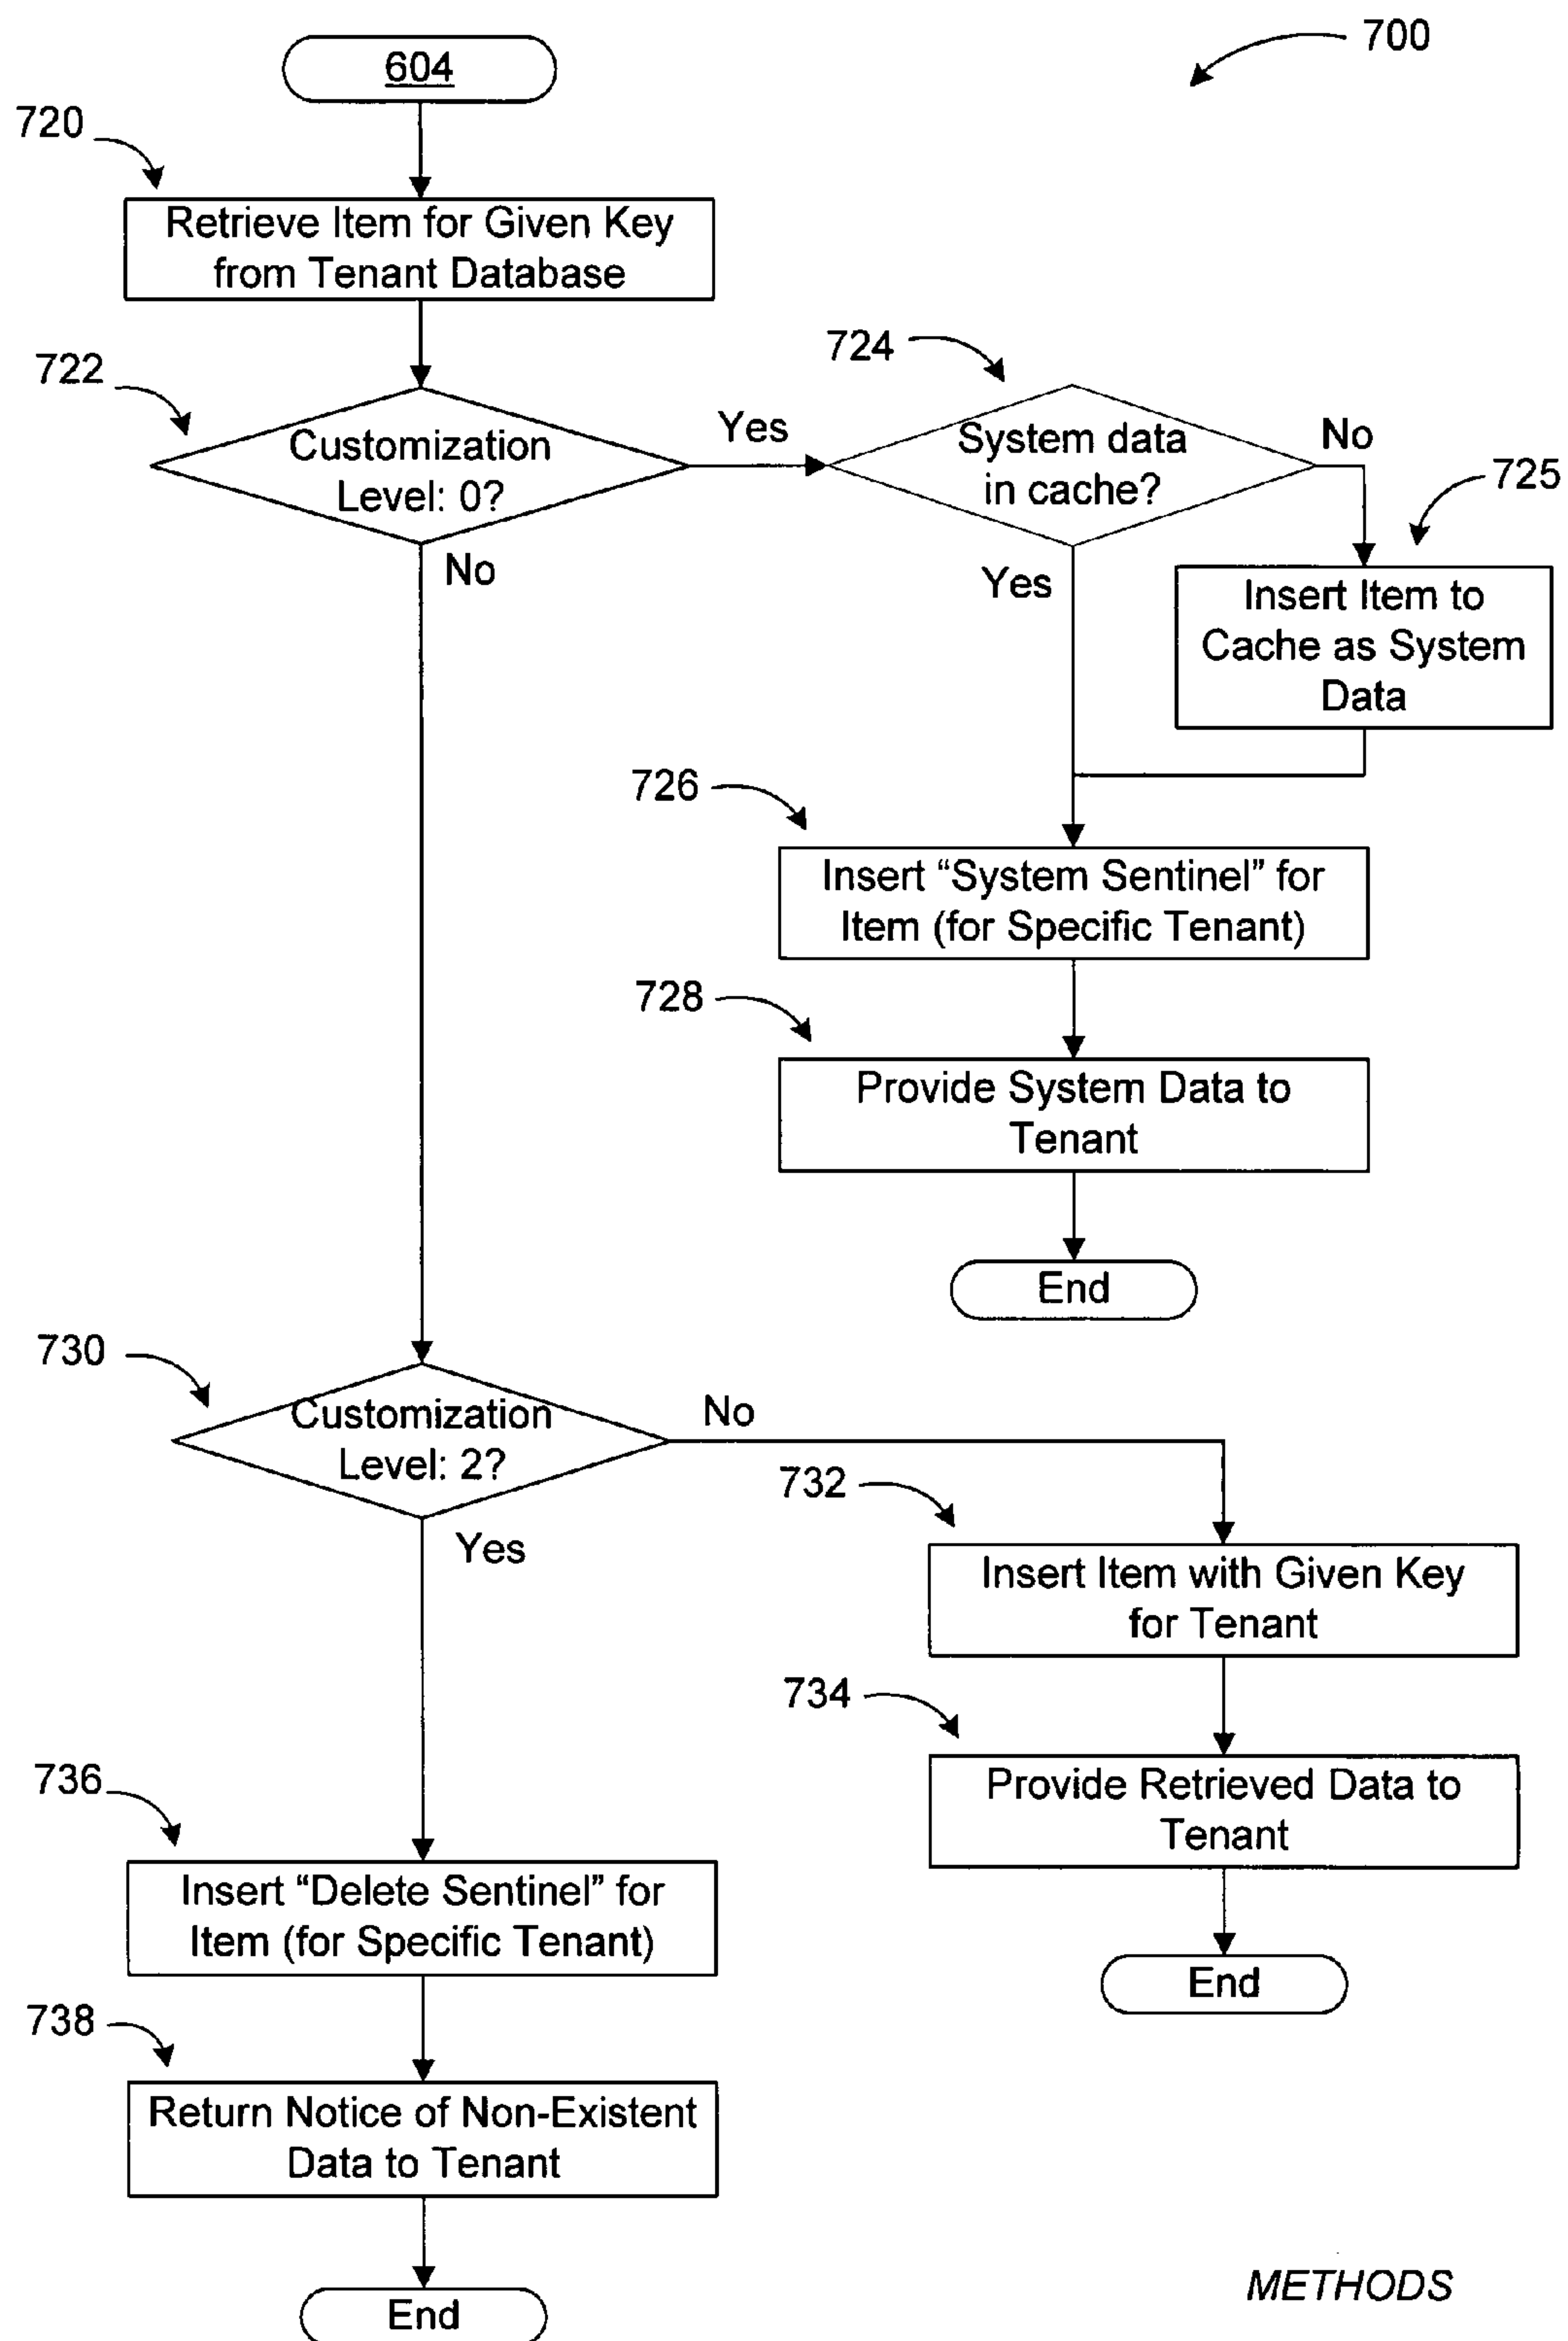 700
604
720
Retrieve Item for Given Key
from Tenant Database
722
Customization
Level: 0?
Yes
No
724
System data
in cache?
No
Yes
725
Insert Item to
Cache as System
Data
726
Insert “System Sentinel” for
Item (for Specific Tenant)
728
Provide System Data to
Tenant
End
730
Customization
Level: 2?
No
Yes
732
Insert Item with Given Key
for Tenant
734
Provide Retrieved Data to
Tenant
End
736
Insert “Delete Sentinel” for
Item (for Specific Tenant)
738
Return Notice of Non-Existent
Data to Tenant
End
METHODS